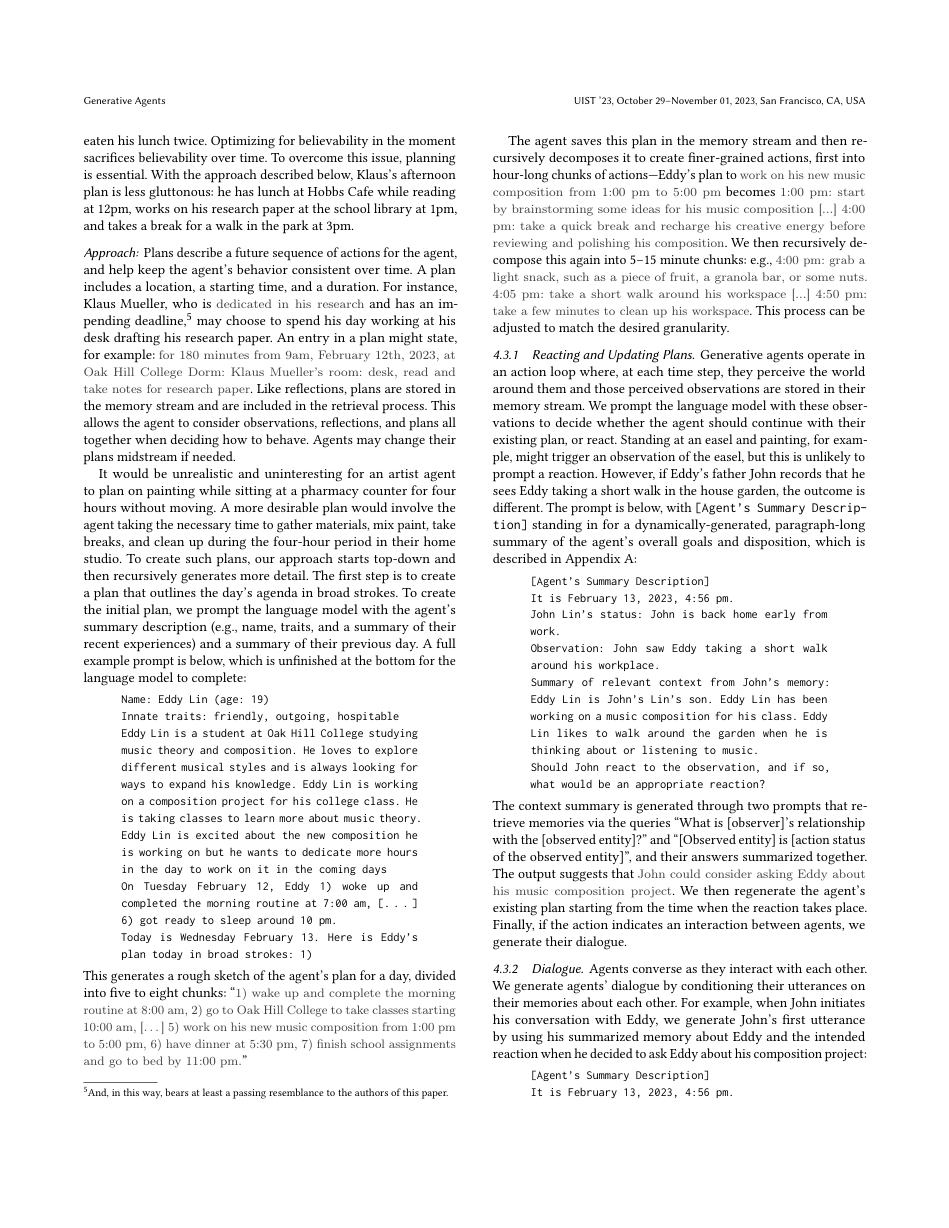 Generative Agents
UIST ’23, October 29–November 01, 2023, San Francisco, CA, USA
eaten his lunch twice. Optimizing for believability in the moment
sacrifices believability over time. To overcome this issue, planning
is essential. With the approach described below, Klaus’s afternoon
plan is less gluttonous: he has lunch at Hobbs Cafe while reading
at 12pm, works on his research paper at the school library at 1pm,
and takes a break for a walk in the park at 3pm.
Approach: Plans describe a future sequence of actions for the agent,
and help keep the agent’s behavior consistent over time. A plan
includes a location, a starting time, and a duration. For instance,
Klaus Mueller, who is dedicated in his research and has an im-
pending deadline,⁵ may choose to spend his day working at his
desk drafting his research paper. An entry in a plan might state,
for example: for 180 minutes from 9am, February 12th, 2023, at
Oak Hill College Dorm: Klaus Mueller’s room: desk, read and
take notes for research paper. Like reflections, plans are stored in
the memory stream and are included in the retrieval process. This
allows the agent to consider observations, reflections, and plans all
together when deciding how to behave. Agents may change their
plans midstream if needed.
It would be unrealistic and uninteresting for an artist agent
to plan on painting while sitting at a pharmacy counter for four
hours without moving. A more desirable plan would involve the
agent taking the necessary time to gather materials, mix paint, take
breaks, and clean up during the four-hour period in their home
studio. To create such plans, our approach starts top-down and
then recursively generates more detail. The first step is to create
a plan that outlines the day’s agenda in broad strokes. To create
the initial plan, we prompt the language model with the agent’s
summary description (e.g., name, traits, and a summary of their
recent experiences) and a summary of their previous day. A full
example prompt is below, which is unfinished at the bottom for the
language model to complete:
Name: Eddy Lin (age: 19)
Innate traits: friendly, outgoing, hospitable
Eddy Lin is a student at Oak Hill College studying
music theory and composition. He loves to explore
different musical styles and is always looking for
ways to expand his knowledge. Eddy Lin is working
on a composition project for his college class. He
is taking classes to learn more about music theory.
Eddy Lin is excited about the new composition he
is working on but he wants to dedicate more hours
in the day to work on it in the coming days
On Tuesday February 12, Eddy 1) woke up and
completed the morning routine at 7:00 am, [. . . ]
6) got ready to sleep around 10 pm.
Today is Wednesday February 13. Here is Eddy’s
plan today in broad strokes: 1)
This generates a rough sketch of the agent’s plan for a day, divided
into five to eight chunks: “1) wake up and complete the morning
routine at 8:00 am, 2) go to Oak Hill College to take classes starting
10:00 am, [. . . ] 5) work on his new music composition from 1:00 pm
to 5:00 pm, 6) have dinner at 5:30 pm, 7) finish school assignments
and go to bed by 11:00 pm.”
⁵And, in this way, bears at least a passing resemblance to the authors of this paper.
The agent saves this plan in the memory stream and then re-
cursively decomposes it to create finer-grained actions, first into
hour-long chunks of actions—Eddy’s plan to work on his new music
composition from 1:00 pm to 5:00 pm becomes 1:00 pm: start
by brainstorming some ideas for his music composition [...] 4:00
pm: take a quick break and recharge his creative energy before
reviewing and polishing his composition. We then recursively de-
compose this again into 5–15 minute chunks: e.g., 4:00 pm: grab a
light snack, such as a piece of fruit, a granola bar, or some nuts.
4:05 pm: take a short walk around his workspace [...] 4:50 pm:
take a few minutes to clean up his workspace. This process can be
adjusted to match the desired granularity.
4.3.1 Reacting and Updating Plans. Generative agents operate in
an action loop where, at each time step, they perceive the world
around them and those perceived observations are stored in their
memory stream. We prompt the language model with these obser-
vations to decide whether the agent should continue with their
existing plan, or react. Standing at an easel and painting, for exam-
ple, might trigger an observation of the easel, but this is unlikely to
prompt a reaction. However, if Eddy’s father John records that he
sees Eddy taking a short walk in the house garden, the outcome is
different. The prompt is below, with [Agent’s Summary Descrip-
tion] standing in for a dynamically-generated, paragraph-long
summary of the agent’s overall goals and disposition, which is
described in Appendix A:
[Agent’s Summary Description]
It is February 13, 2023, 4:56 pm.
John Lin’s status: John is back home early from
work.
Observation: John saw Eddy taking a short walk
around his workplace.
Summary of relevant context from John’s memory:
Eddy Lin is John’s Lin’s son. Eddy Lin has been
working on a music composition for his class. Eddy
Lin likes to walk around the garden when he is
thinking about or listening to music.
Should John react to the observation, and if so,
what would be an appropriate reaction?
The context summary is generated through two prompts that re-
trieve memories via the queries “What is [observer]’s relationship
with the [observed entity]?” and “[Observed entity] is [action status
of the observed entity]”, and their answers summarized together.
The output suggests that John could consider asking Eddy about
his music composition project. We then regenerate the agent’s
existing plan starting from the time when the reaction takes place.
Finally, if the action indicates an interaction between agents, we
generate their dialogue.
4.3.2 Dialogue. Agents converse as they interact with each other.
We generate agents’ dialogue by conditioning their utterances on
their memories about each other. For example, when John initiates
his conversation with Eddy, we generate John’s first utterance
by using his summarized memory about Eddy and the intended
reaction when he decided to ask Eddy about his composition project:
[Agent’s Summary Description]
It is February 13, 2023, 4:56 pm.